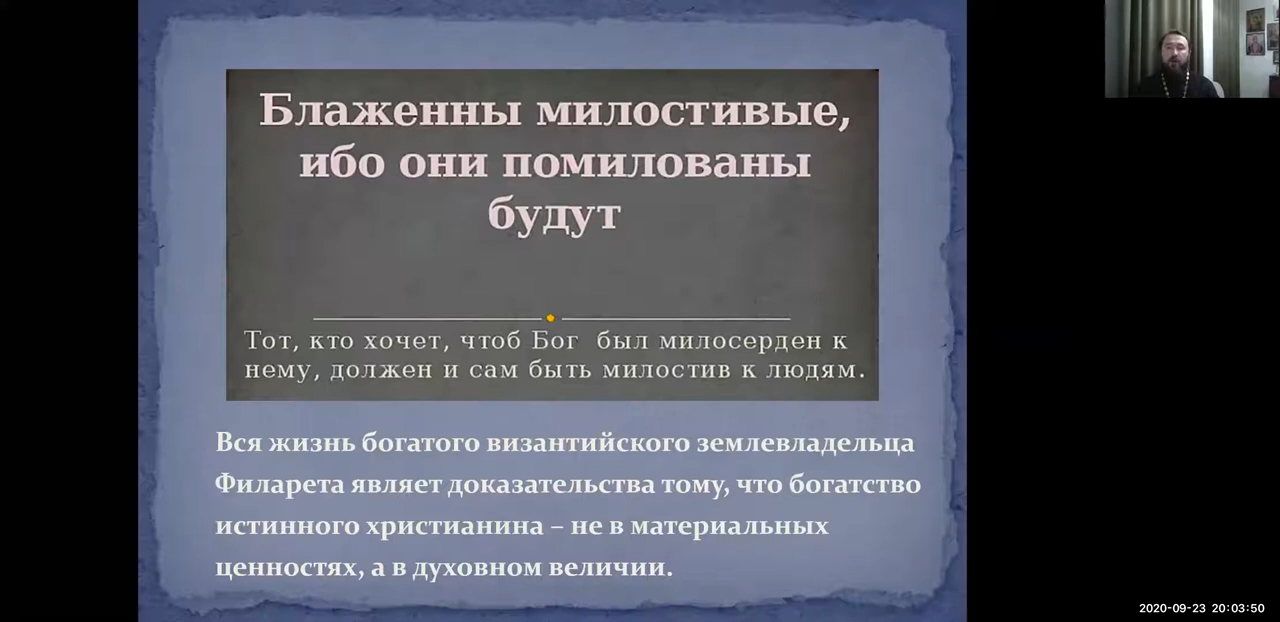 Блаженны милостивые,
ибо они помилованы
будут
Тот, кто хочет, чтоб Бог был милосерден к
нему, должен и сам быть милостив к людям.
Вся жизнь богатого византийского землевладельца
Филарета являет доказательства тому, что богатство
истинного христианина – не в материальных
ценностях, а в духовном величии.
2020-09-23 20:03:50